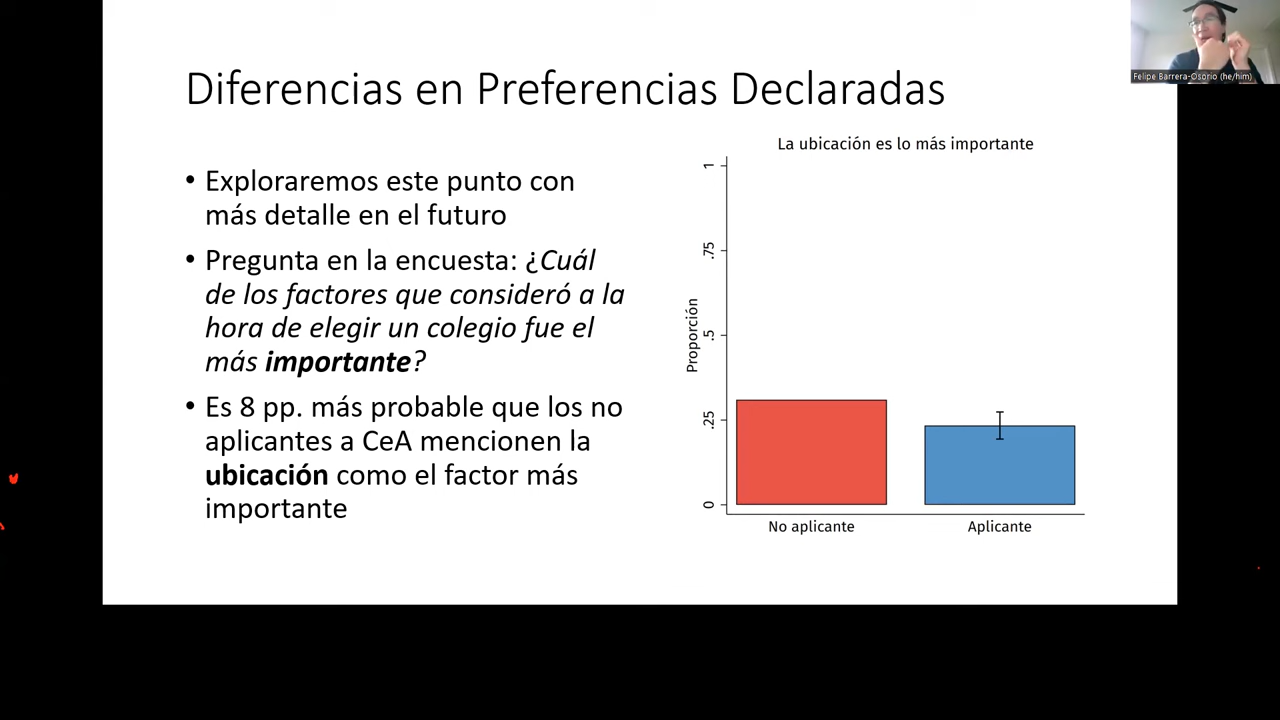 Felipe Barrera-Osorio (he/him)
Diferencias en Preferencias Declaradas
• Exploraremos este punto con
más detalle en el futuro
• Pregunta en la encuesta: ¿Cuál
de los factores que consideró a la
hora de elegir un colegio fue el
más importante?
• Es 8 pp. más probable que los no
aplicantes a CeA mencionen la
ubicación como el factor más
importante
La ubicación es lo más importante
Proporción
1
.75
.5
.25
0
No aplicante
Aplicante